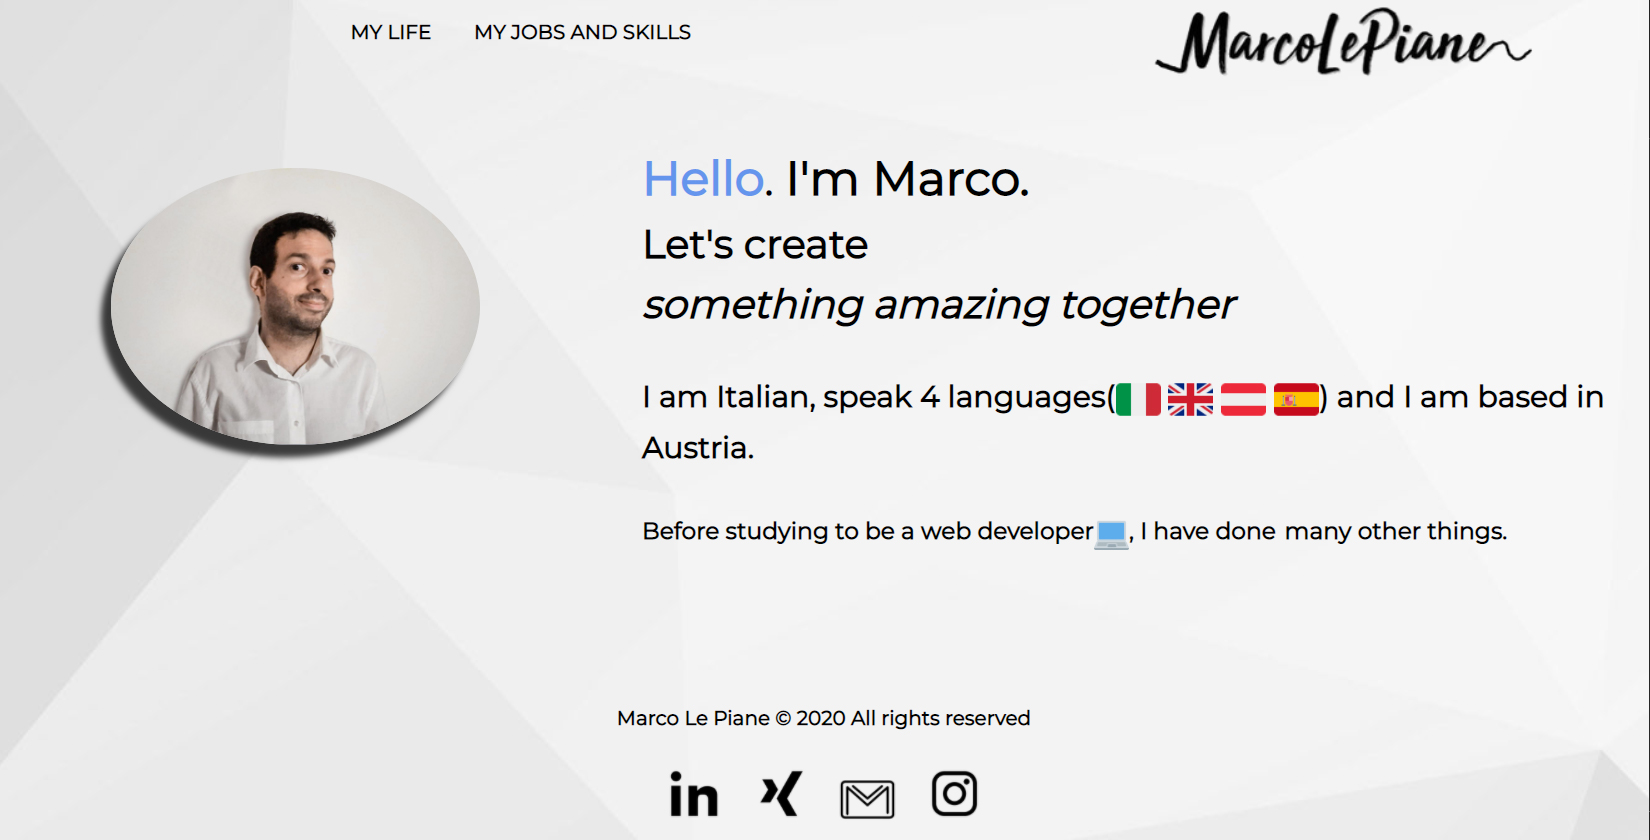 MY LIFE MY JOBS AND SKILLS MarcoLePiane
Hello. I'm Marco.
Let's create
something amazing together
I am Italian, speak 4 languages( ) and I am based in
Austria.
Before studying to be a web developer , I have done many other things.
Marco Le Piane © 2020 All rights reserved
in